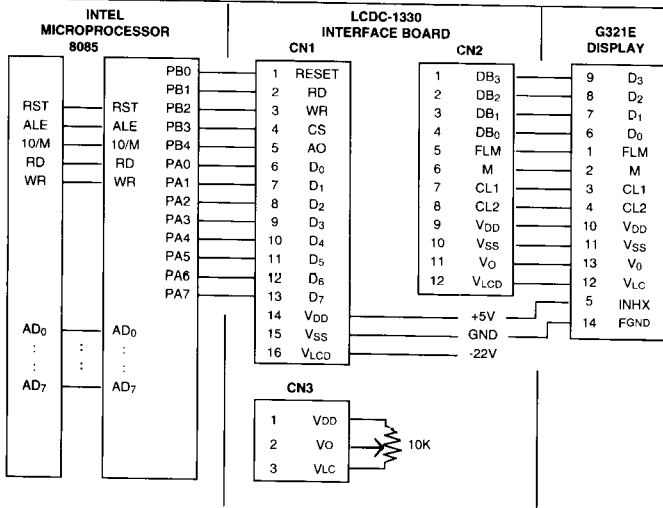 INTEL
MICROPROCESSOR
8085
LCDC-1330
INTERFACE BOARD
G321E
DISPLAY
CN1
CN2
RST RST
ALE ALE
10/M 10/M
RD RD
WR WR
AD0 AD0
AD7 AD7
PB0
PB1
PB2
PB3
PB4
PA0
PA1
PA2
PA3
PA4
PA5
PA6
PA7
1 RESET
2 RD
3 WR
4 CS
5 AO
6 D0
7 D1
8 D2
9 D3
10 D4
11 D5
12 D6
13 D7
14 VDD
15 VSS
16 VLCD
1 DB3
2 DB2
3 DB1
4 DB0
5 FLM
6 M
7 CL1
8 CL2
9 VDD
10 VSS
11 VO
12 VLCD
+5V
GND
-22V
9 D3
8 D2
7 D1
6 D0
1 FLM
2 M
3 CL1
4 CL2
10 VDD
11 VSS
13 V0
12 VLC
5 INHX
14 FGND
CN3
1 VDD
2 VO
3 VLC
10K